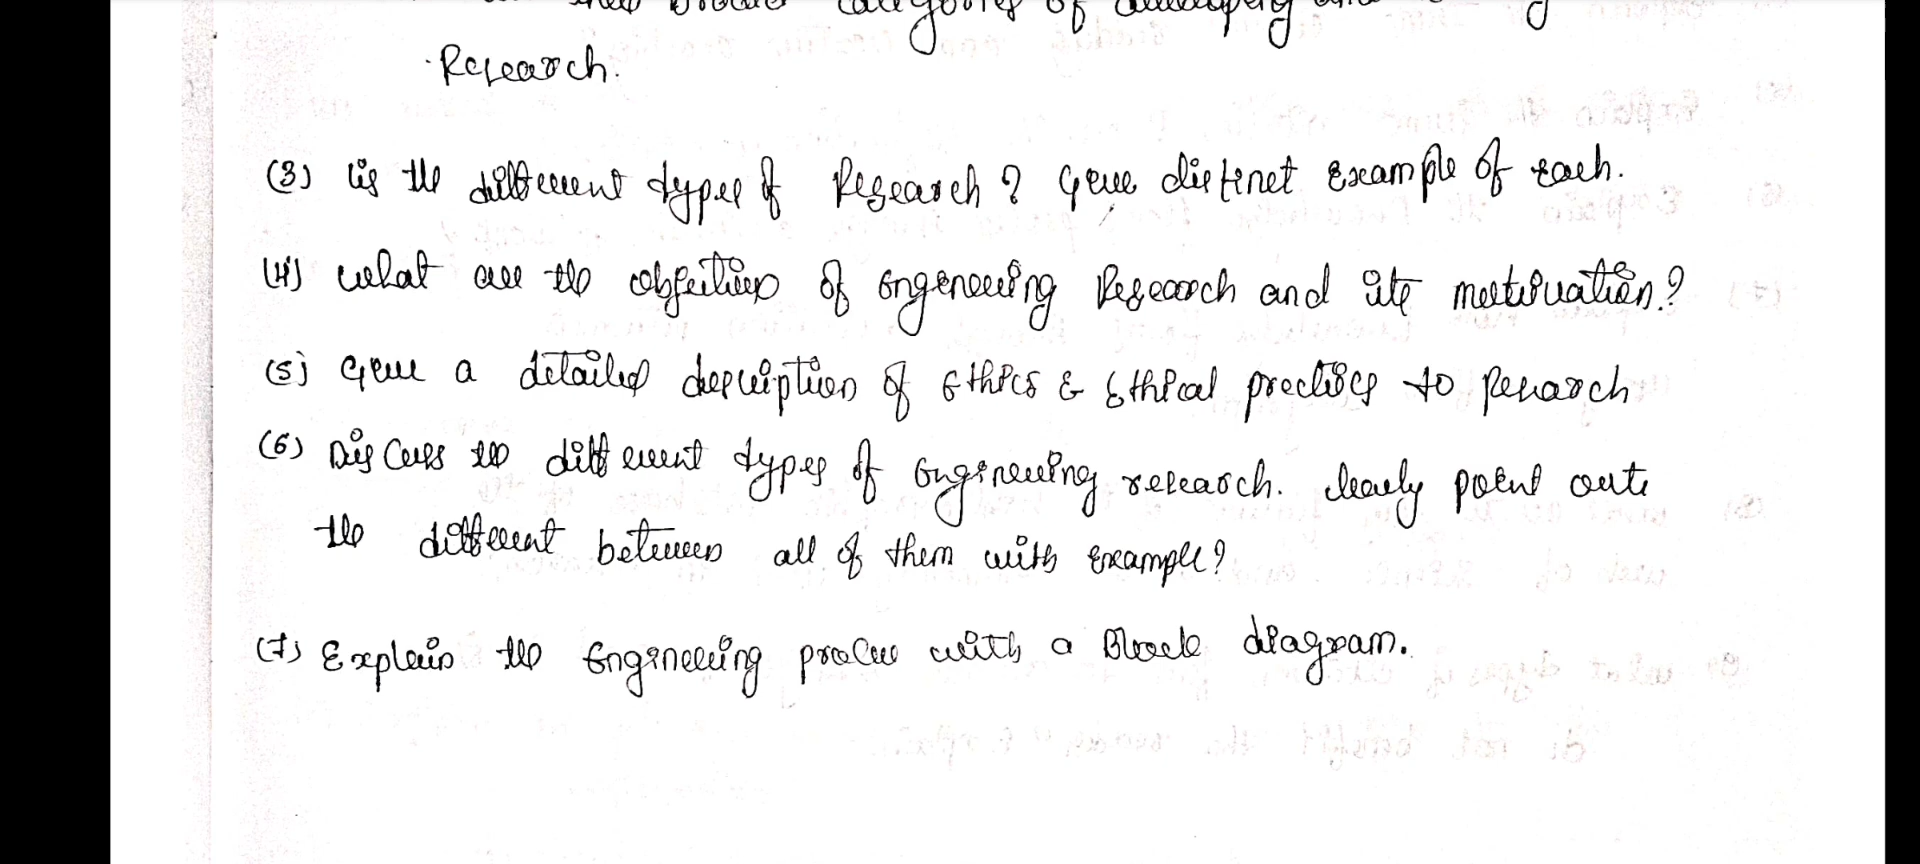 categories of
Research.
(3) lis the different types of Research? Give distinct Example of each.
(4) what are the objectives of Engineering Research and its motivation?
(5) Give a detailed description of Ethics & Ethical practices to Research
(6) Discuss the different types of Engineering research. clearly point out
the different between all of them with Example?
(7) Explain the Engineering process with a Block diagram.